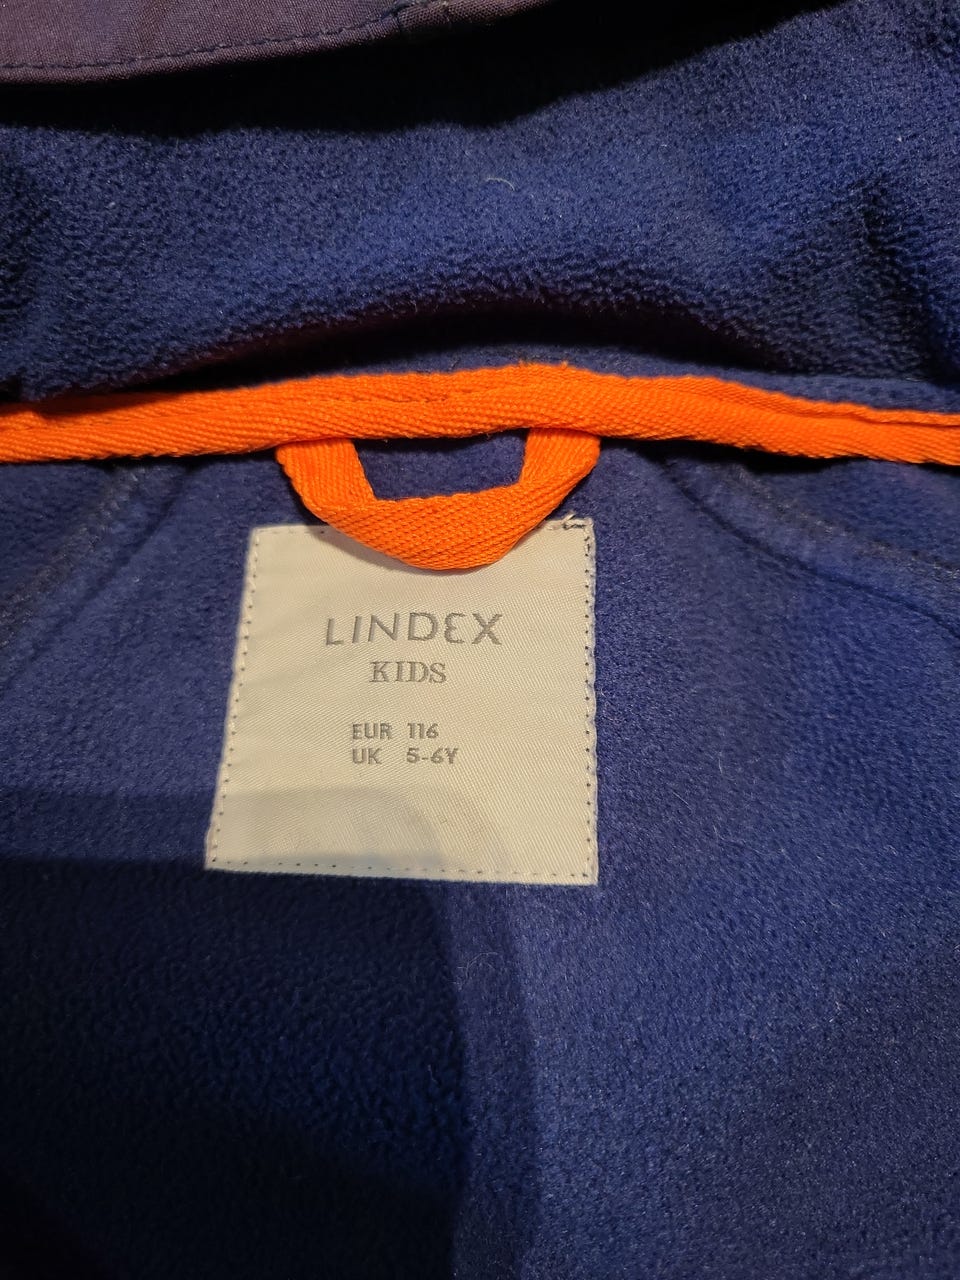 LINDEX
KIDS
EUR 116
UK 5-6Y